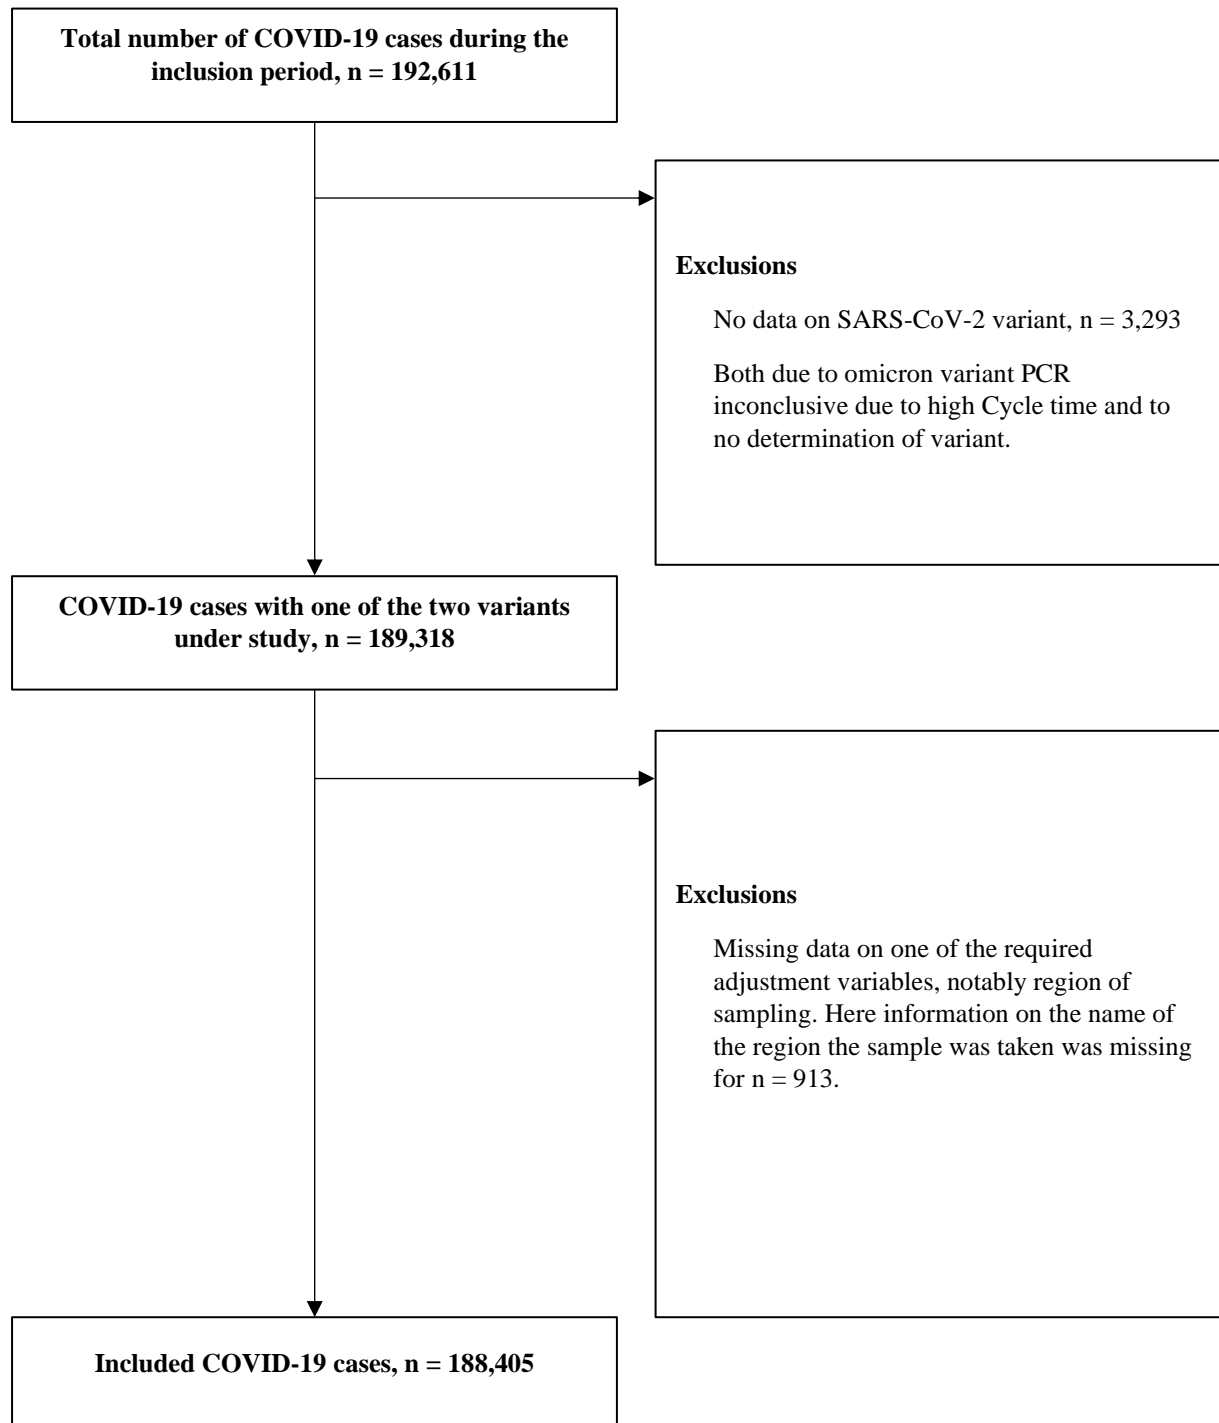 Total number of COVID-19 cases during the
inclusion period, n = 192,611
Exclusions
No data on SARS-CoV-2 variant, n = 3,293
Both due to omicron variant PCR
inconclusive due to high Cycle time and to
no determination of variant.
COVID-19 cases with one of the two variants
under study, n = 189,318
Exclusions
Missing data on one of the required
adjustment variables, notably region of
sampling. Here information on the name of
the region the sample was taken was missing
for n = 913.
Included COVID-19 cases, n = 188,405